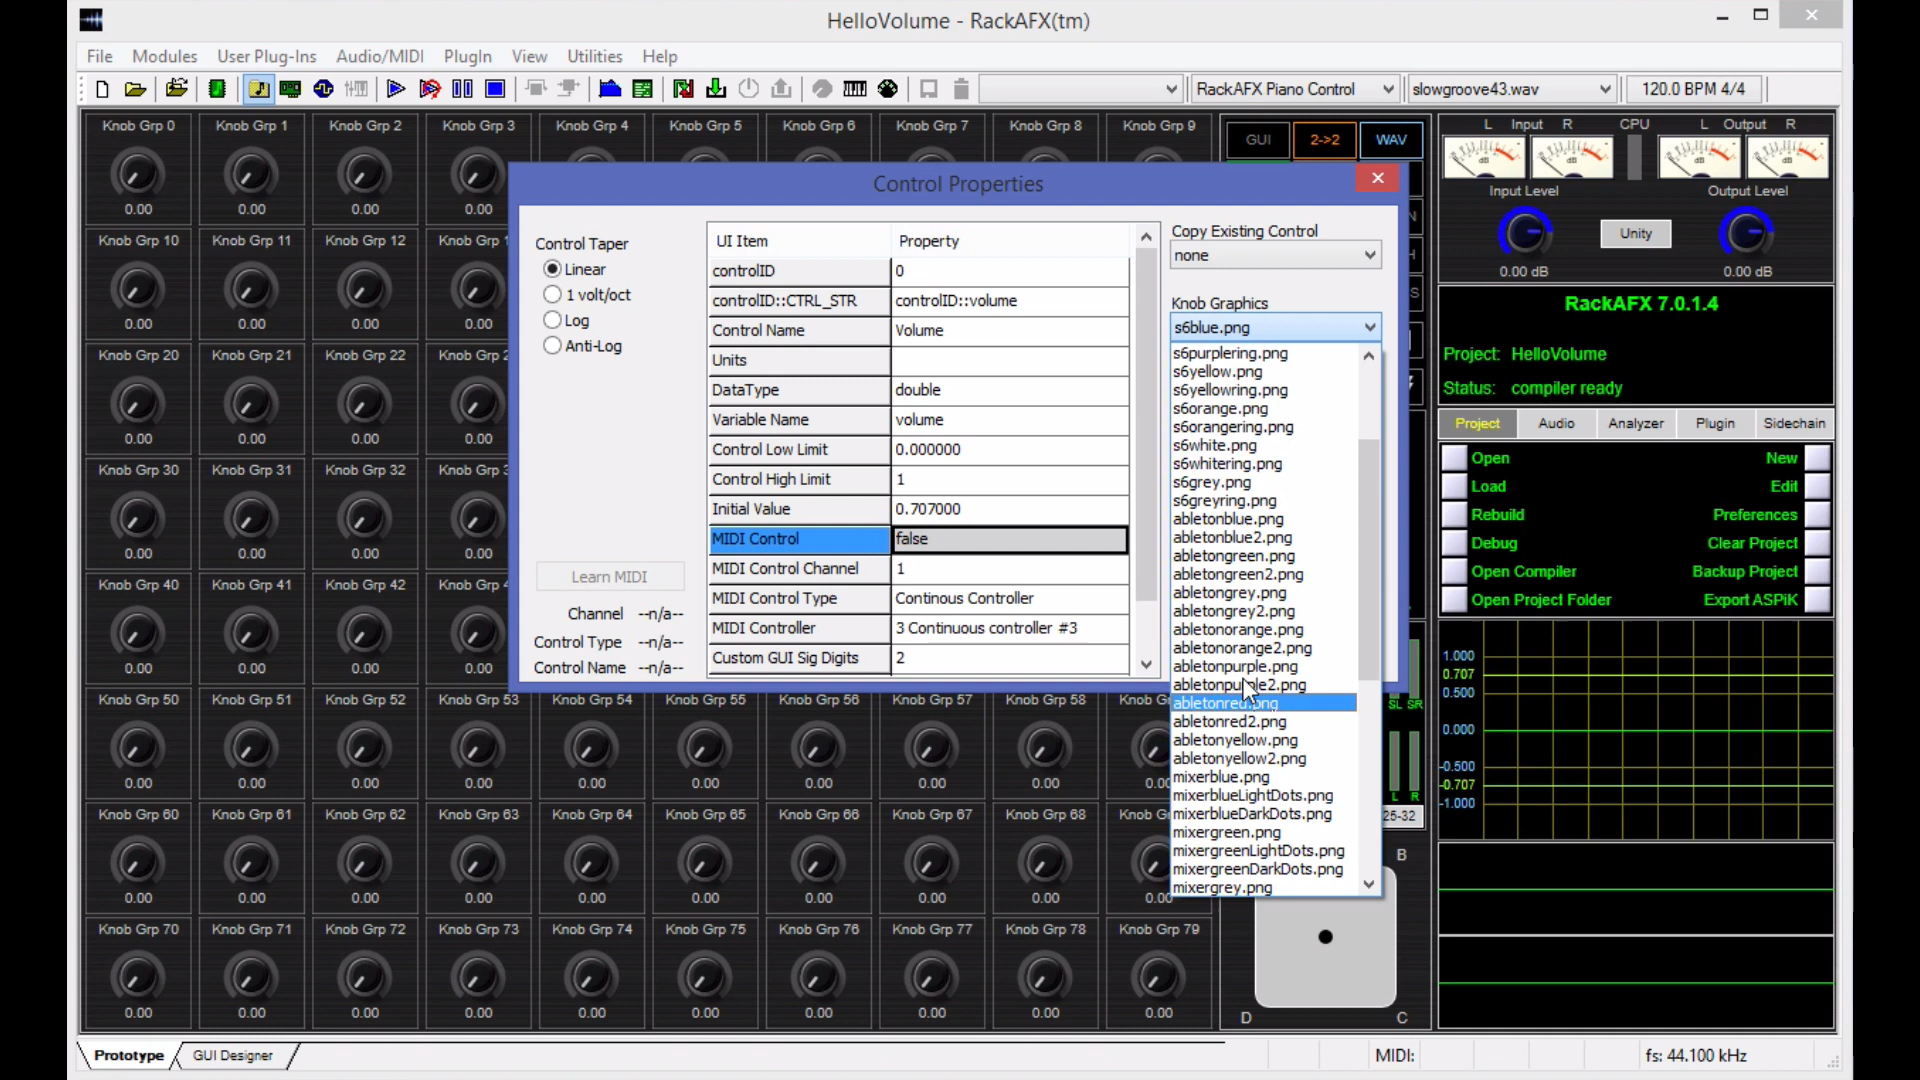 HelloVolume - RackAFX(tm)
File Modules User Plug-Ins Audio/MIDI PlugIn View Utilities Help
RackAFX Piano Control
slowgroove43.wav
120.0 BPM 4/4
Knob Grp 0 Knob Grp 1 Knob Grp 2 Knob Grp 3 Knob Grp 4 Knob Grp 5 Knob Grp 6 Knob Grp 7 Knob Grp 8 Knob Grp 9
0.00 0.00 0.00 0.00
Knob Grp 10 Knob Grp 11 Knob Grp 12 Knob Grp 1
0.00 0.00 0.00 0.00
Knob Grp 20 Knob Grp 21 Knob Grp 22 Knob Grp 2
0.00 0.00 0.00 0.00
Knob Grp 30 Knob Grp 31 Knob Grp 32 Knob Grp 3
0.00 0.00 0.00 0.00
Knob Grp 40 Knob Grp 41 Knob Grp 42 Knob Grp 4
0.00 0.00 0.00 0.00
Knob Grp 50 Knob Grp 51 Knob Grp 52 Knob Grp 53 Knob Grp 54 Knob Grp 55 Knob Grp 56 Knob Grp 57 Knob Grp 58 Knob G
0.00 0.00 0.00 0.00 0.00 0.00 0.00 0.00 0.00 0.00
Knob Grp 60 Knob Grp 61 Knob Grp 62 Knob Grp 63 Knob Grp 64 Knob Grp 65 Knob Grp 66 Knob Grp 67 Knob Grp 68 Knob G
0.00 0.00 0.00 0.00 0.00 0.00 0.00 0.00 0.00 0.00
Knob Grp 70 Knob Grp 71 Knob Grp 72 Knob Grp 73 Knob Grp 74 Knob Grp 75 Knob Grp 76 Knob Grp 77 Knob Grp 78 Knob Grp 79
0.00 0.00 0.00 0.00 0.00 0.00 0.00 0.00 0.00 0.00
Control Properties
Control Taper
Linear
1 volt/oct
Log
Anti-Log
Learn MIDI
Channel --n/a--
Control Type --n/a--
Control Name --n/a--
UI Item Property
controlID 0
controlID::CTRL_STR controlID::volume
Control Name Volume
Units
DataType double
Variable Name volume
Control Low Limit 0.000000
Control High Limit 1
Initial Value 0.707000
MIDI Control false
MIDI Control Channel 1
MIDI Control Type Continous Controller
MIDI Controller 3 Continuous controller #3
Custom GUI Sig Digits 2
Copy Existing Control
none
Knob Graphics
s6blue.png
s6purplering.png
s6yellow.png
s6yellowring.png
s6orange.png
s6orangering.png
s6white.png
s6whitering.png
s6grey.png
s6greyring.png
abletonblue.png
abletonblue2.png
abletongreen.png
abletongreen2.png
abletongrey.png
abletongrey2.png
abletonorange.png
abletonorange2.png
abletonpurple.png
abletonpurple2.png
abletonred.png
abletonred2.png
abletonyellow.png
abletonyellow2.png
mixerblue.png
mixerblueLightDots.png
mixerblueDarkDots.png
mixergreen.png
mixergreenLightDots.png
mixergreenDarkDots.png
mixergrey.png
GUI 2->2 WAV
SL SR
L R
25-32
B
D C
L Input R CPU L Output R
dB dB dB dB
Input Level Output Level
Unity
0.00 dB 0.00 dB
RackAFX 7.0.1.4
Project: HelloVolume
Status: compiler ready
Project Audio Analyzer Plugin Sidechain
Open New
Load Edit
Rebuild Preferences
Debug Clear Project
Open Compiler Backup Project
Open Project Folder Export ASPiK
1.000
0.707
0.500
0.000
-0.500
-0.707
-1.000
Prototype GUI Designer
MIDI:
fs: 44.100 kHz